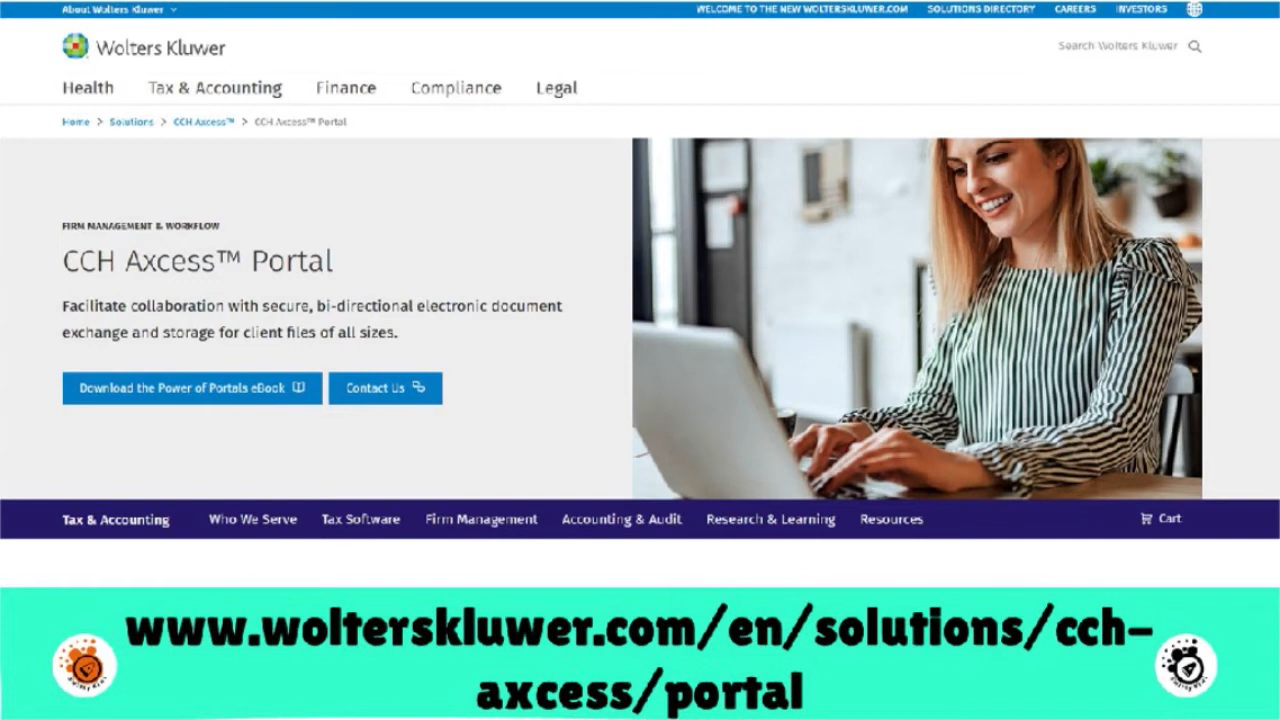 About Wolters Kluwer
WELCOME TO THE NEW WOLTERSKLUWER.COM SOLUTIONS DIRECTORY CAREERS INVESTORS
Wolters Kluwer
Search Wolters Kluwer
Health Tax & Accounting Finance Compliance Legal
Home > Solutions > CCH Axcess™ > CCH Axcess™ Portal
FIRM MANAGEMENT & WORKFLOW
CCH Axcess™ Portal
Facilitate collaboration with secure, bi-directional electronic document
exchange and storage for client files of all sizes.
Download the Power of Portals eBook Contact Us
Tax & Accounting Who We Serve Tax Software Firm Management Accounting & Audit Research & Learning Resources Cart
www.wolterskluwer.com/en/solutions/cch-
axcess/portal